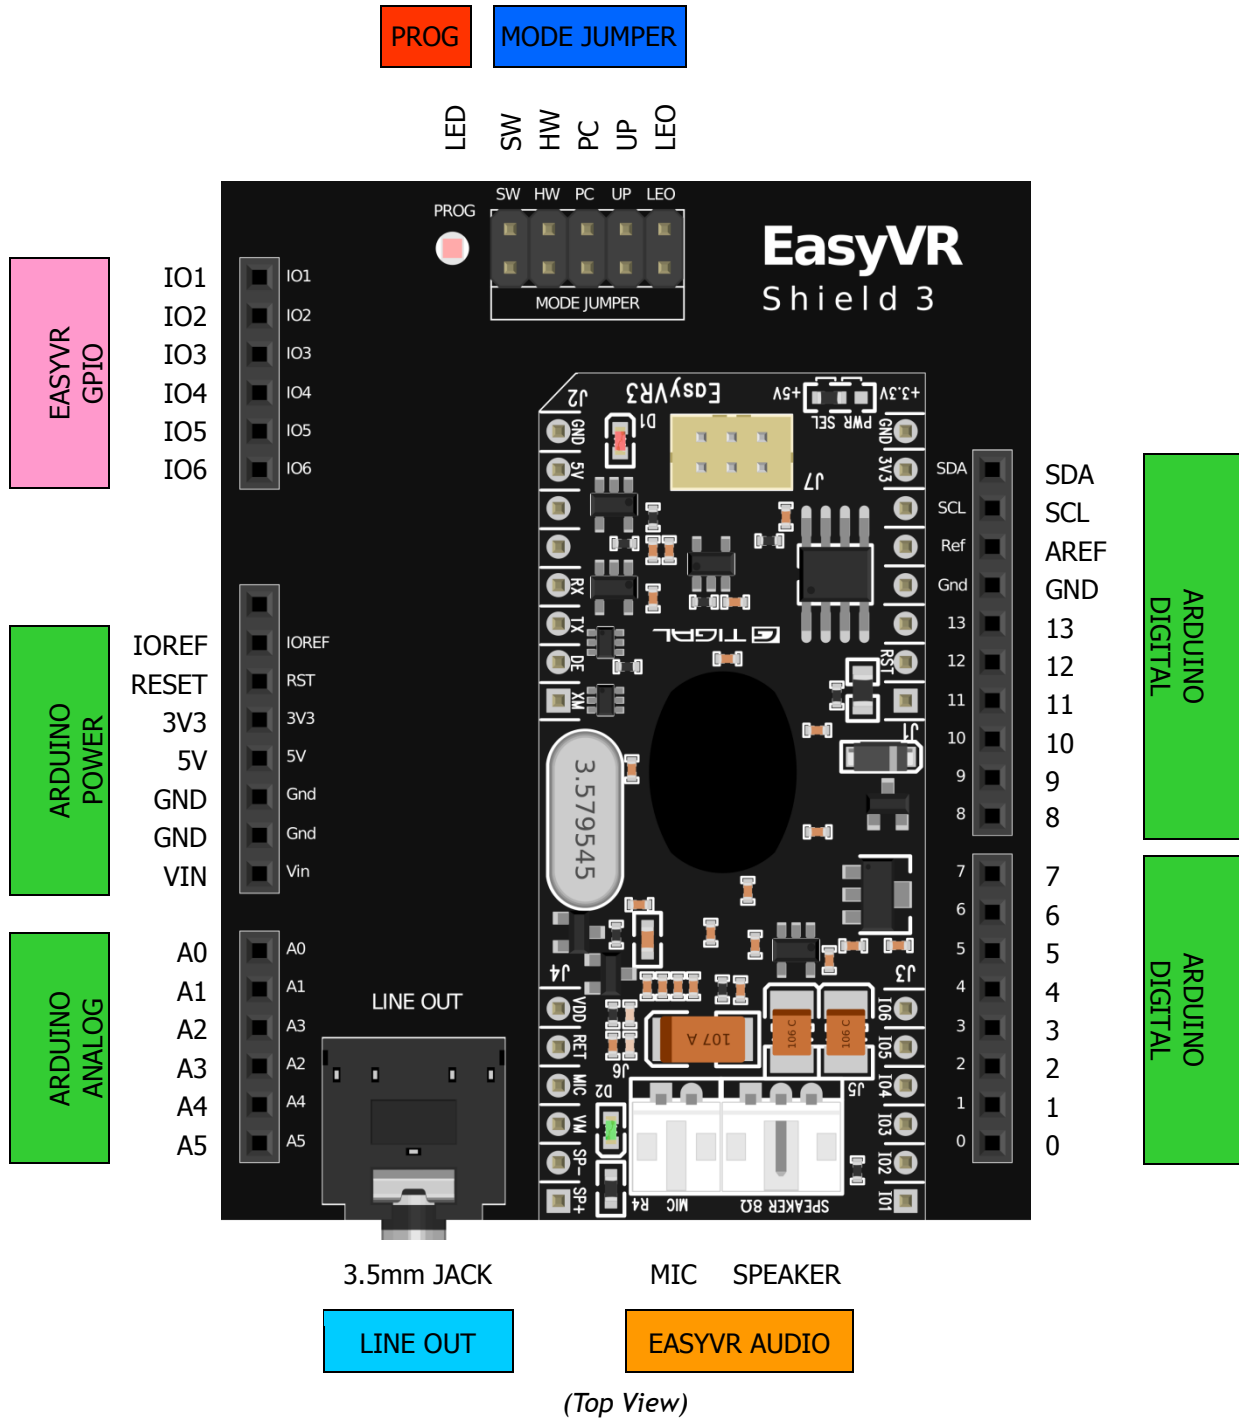 PROG MODE JUMPER
LED SW HW PC UP LEO
SW HW PC UP LEO
PROG
MODE JUMPER
EasyVR
Shield 3
EASYVR
GPIO
IO1 IO1
IO2 IO2
IO3 IO3
IO4 IO4
IO5 IO5
IO6 IO6
ARDUINO
POWER
IOREF IOREF
RESET RST
3V3 3V3
5V 5V
GND Gnd
GND Gnd
VIN Vin
ARDUINO
ANALOG
A0 A0
A1 A1
A2 A3
A3 A2
A4 A4
A5 A5
LINE OUT
J2 EasyVR3 +5V +3.3V
PWR SEL
D1
J7
GND
5V
RX
TX
DE
XM
GND
3V3
RST
J1
TIGAL
3.579545
J4
VDD
RET
MIC
VM
SP-
SP+
J3
IO6
IO5
IO4
IO3
IO2
IO1
107 A
106 C
106 C
J6
J5
D2
R4 MIC SPEAKER 8Ω
SDA SDA
SCL SCL
Ref AREF
Gnd GND
13 13
12 12
11 11
10 10
9 9
8 8
ARDUINO
DIGITAL
7 7
6 6
5 5
4 4
3 3
2 2
1 1
0 0
ARDUINO
DIGITAL
3.5mm JACK MIC SPEAKER
LINE OUT EASYVR AUDIO
(Top View)